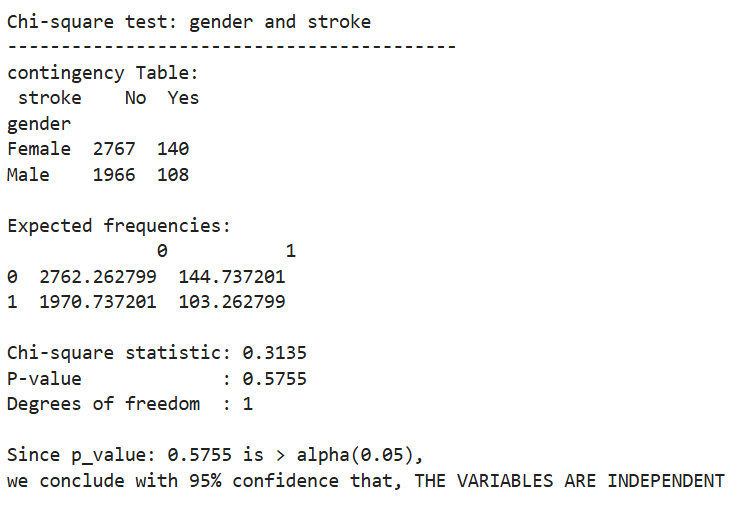 Chi-square test: gender and stroke
------------------------------------------
contingency Table:
stroke No Yes
gender
Female 2767 140
Male 1966 108
Expected frequencies:
0 1
0 2762.262799 144.737201
1 1970.737201 103.262799
Chi-square statistic: 0.3135
P-value : 0.5755
Degrees of freedom : 1
Since p_value: 0.5755 is > alpha(0.05),
we conclude with 95% confidence that, THE VARIABLES ARE INDEPENDENT